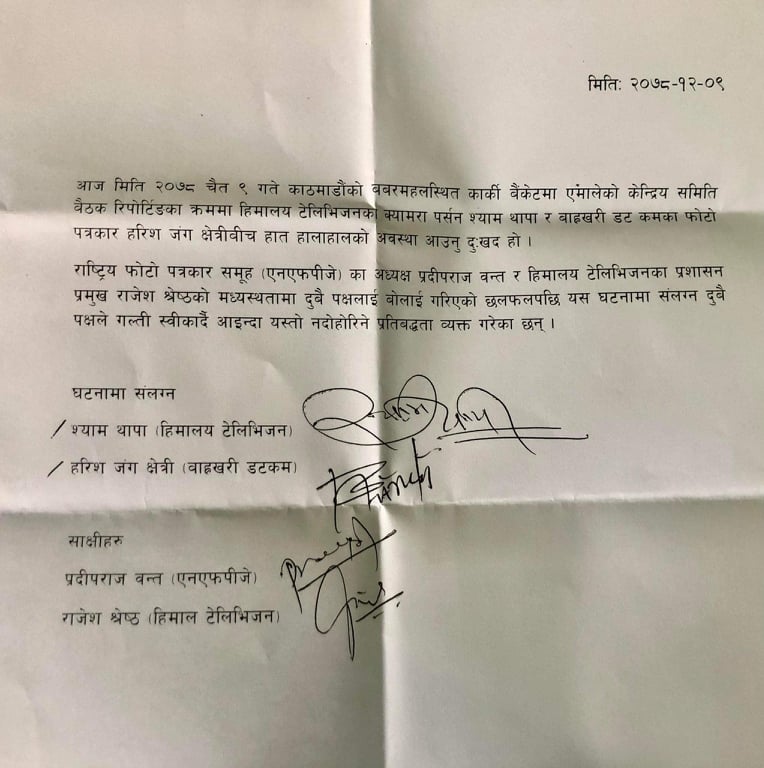 मितिः २०७८-१२-०९
आज मिति २०७८ चैत ९ गते काठमाडौंको बबरमहलस्थित कार्की बैंकेटमा एमालेको केन्द्रिय समिति
बैठक रिपोर्टिङका क्रममा हिमालय टेलिभिजनका क्यामरा पर्सन श्याम थापा र बाह्रखरी डट कमका फोटो
पत्रकार हरिश जंग क्षेत्रीबीच हात हालाहालको अवस्था आउनु दुःखद हो ।
राष्ट्रिय फोटो पत्रकार समूह (एनएफपीजे) का अध्यक्ष प्रदीपराज वन्त र हिमालय टेलिभिजनका प्रशासन
प्रमुख राजेश श्रेष्ठको मध्यस्थतामा दुबै पक्षलाई बोलाई गरिएको छलफलपछि यस घटनामा संलग्न दुबै
पक्षले गल्ती स्वीकार्दै आइन्दा यस्तो नदोहोरिने प्रतिबद्धता व्यक्त गरेका छन् ।
घटनामा संलग्न
/ श्याम थापा (हिमालय टेलिभिजन)
/ हरिश जंग क्षेत्री (बाह्रखरी डटकम)
साक्षीहरु
प्रदीपराज वन्त (एनएफपीजे)
राजेश श्रेष्ठ (हिमाल टेलिभिजन)